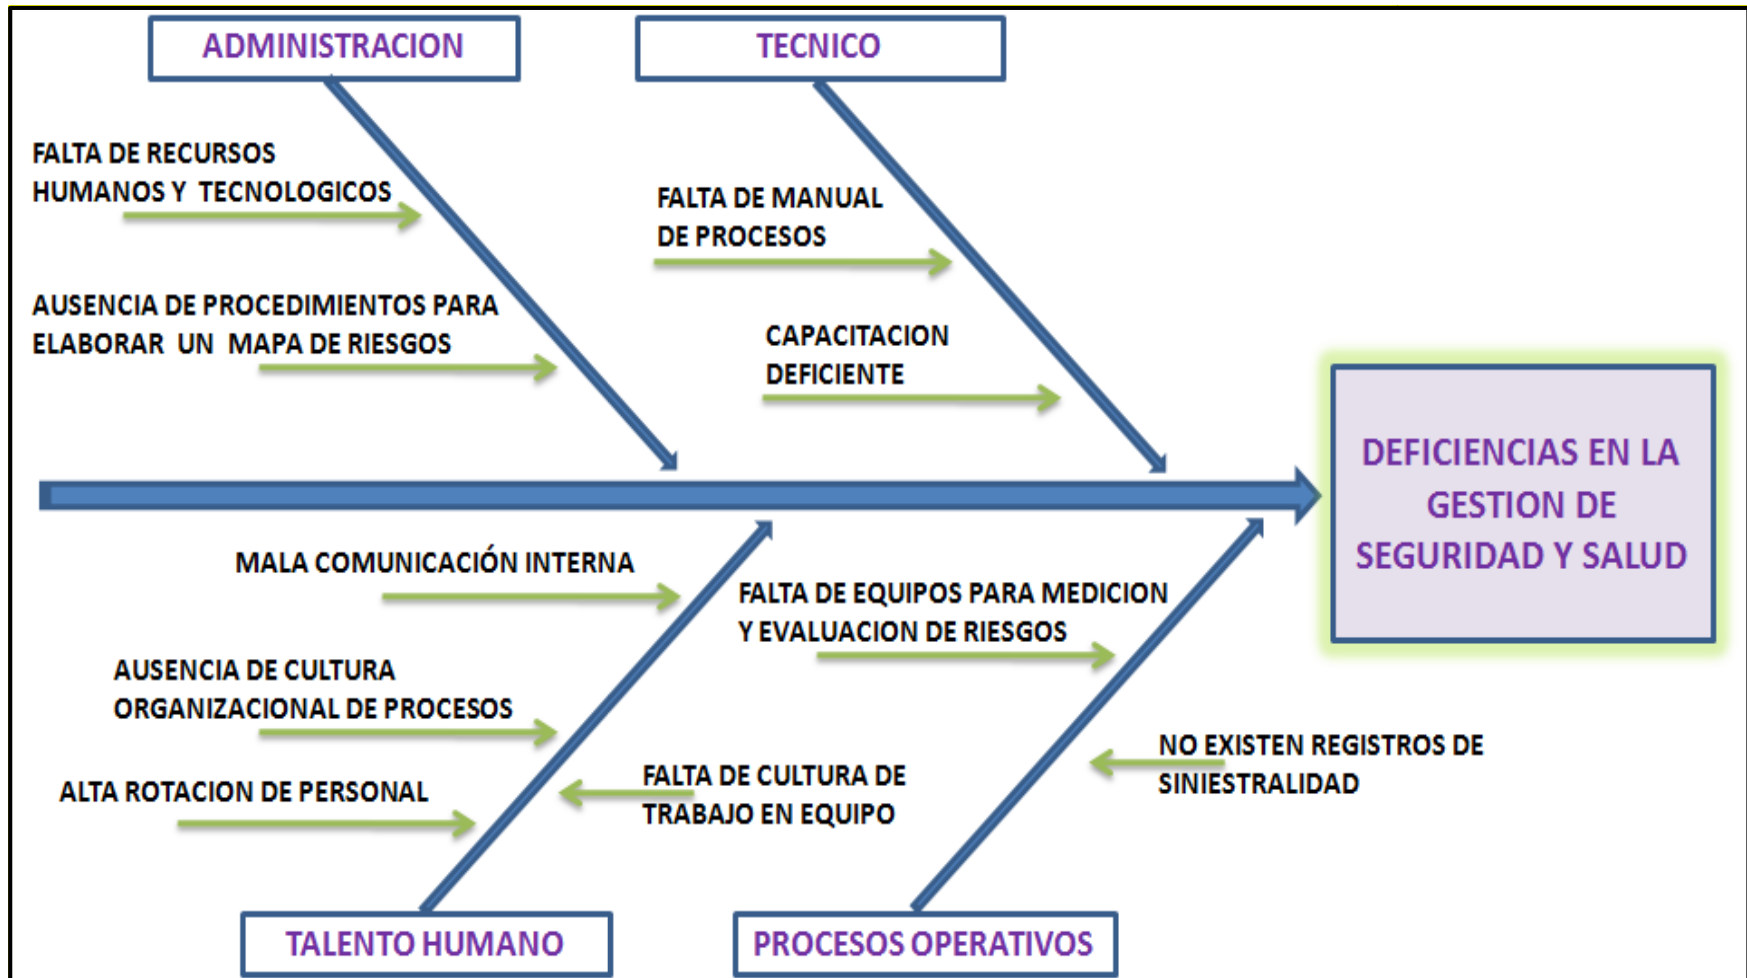 ADMINISTRACION
TECNICO
FALTA DE RECURSOS
HUMANOS Y TECNOLOGICOS
FALTA DE MANUAL
DE PROCESOS
AUSENCIA DE PROCEDIMIENTOS PARA
ELABORAR UN MAPA DE RIESGOS
CAPACITACION
DEFICIENTE
DEFICIENCIAS EN LA
GESTION DE
SEGURIDAD Y SALUD
MALA COMUNICACIÓN INTERNA
FALTA DE EQUIPOS PARA MEDICION
Y EVALUACION DE RIESGOS
AUSENCIA DE CULTURA
ORGANIZACIONAL DE PROCESOS
NO EXISTEN REGISTROS DE
SINIESTRALIDAD
ALTA ROTACION DE PERSONAL
FALTA DE CULTURA DE
TRABAJO EN EQUIPO
TALENTO HUMANO
PROCESOS OPERATIVOS